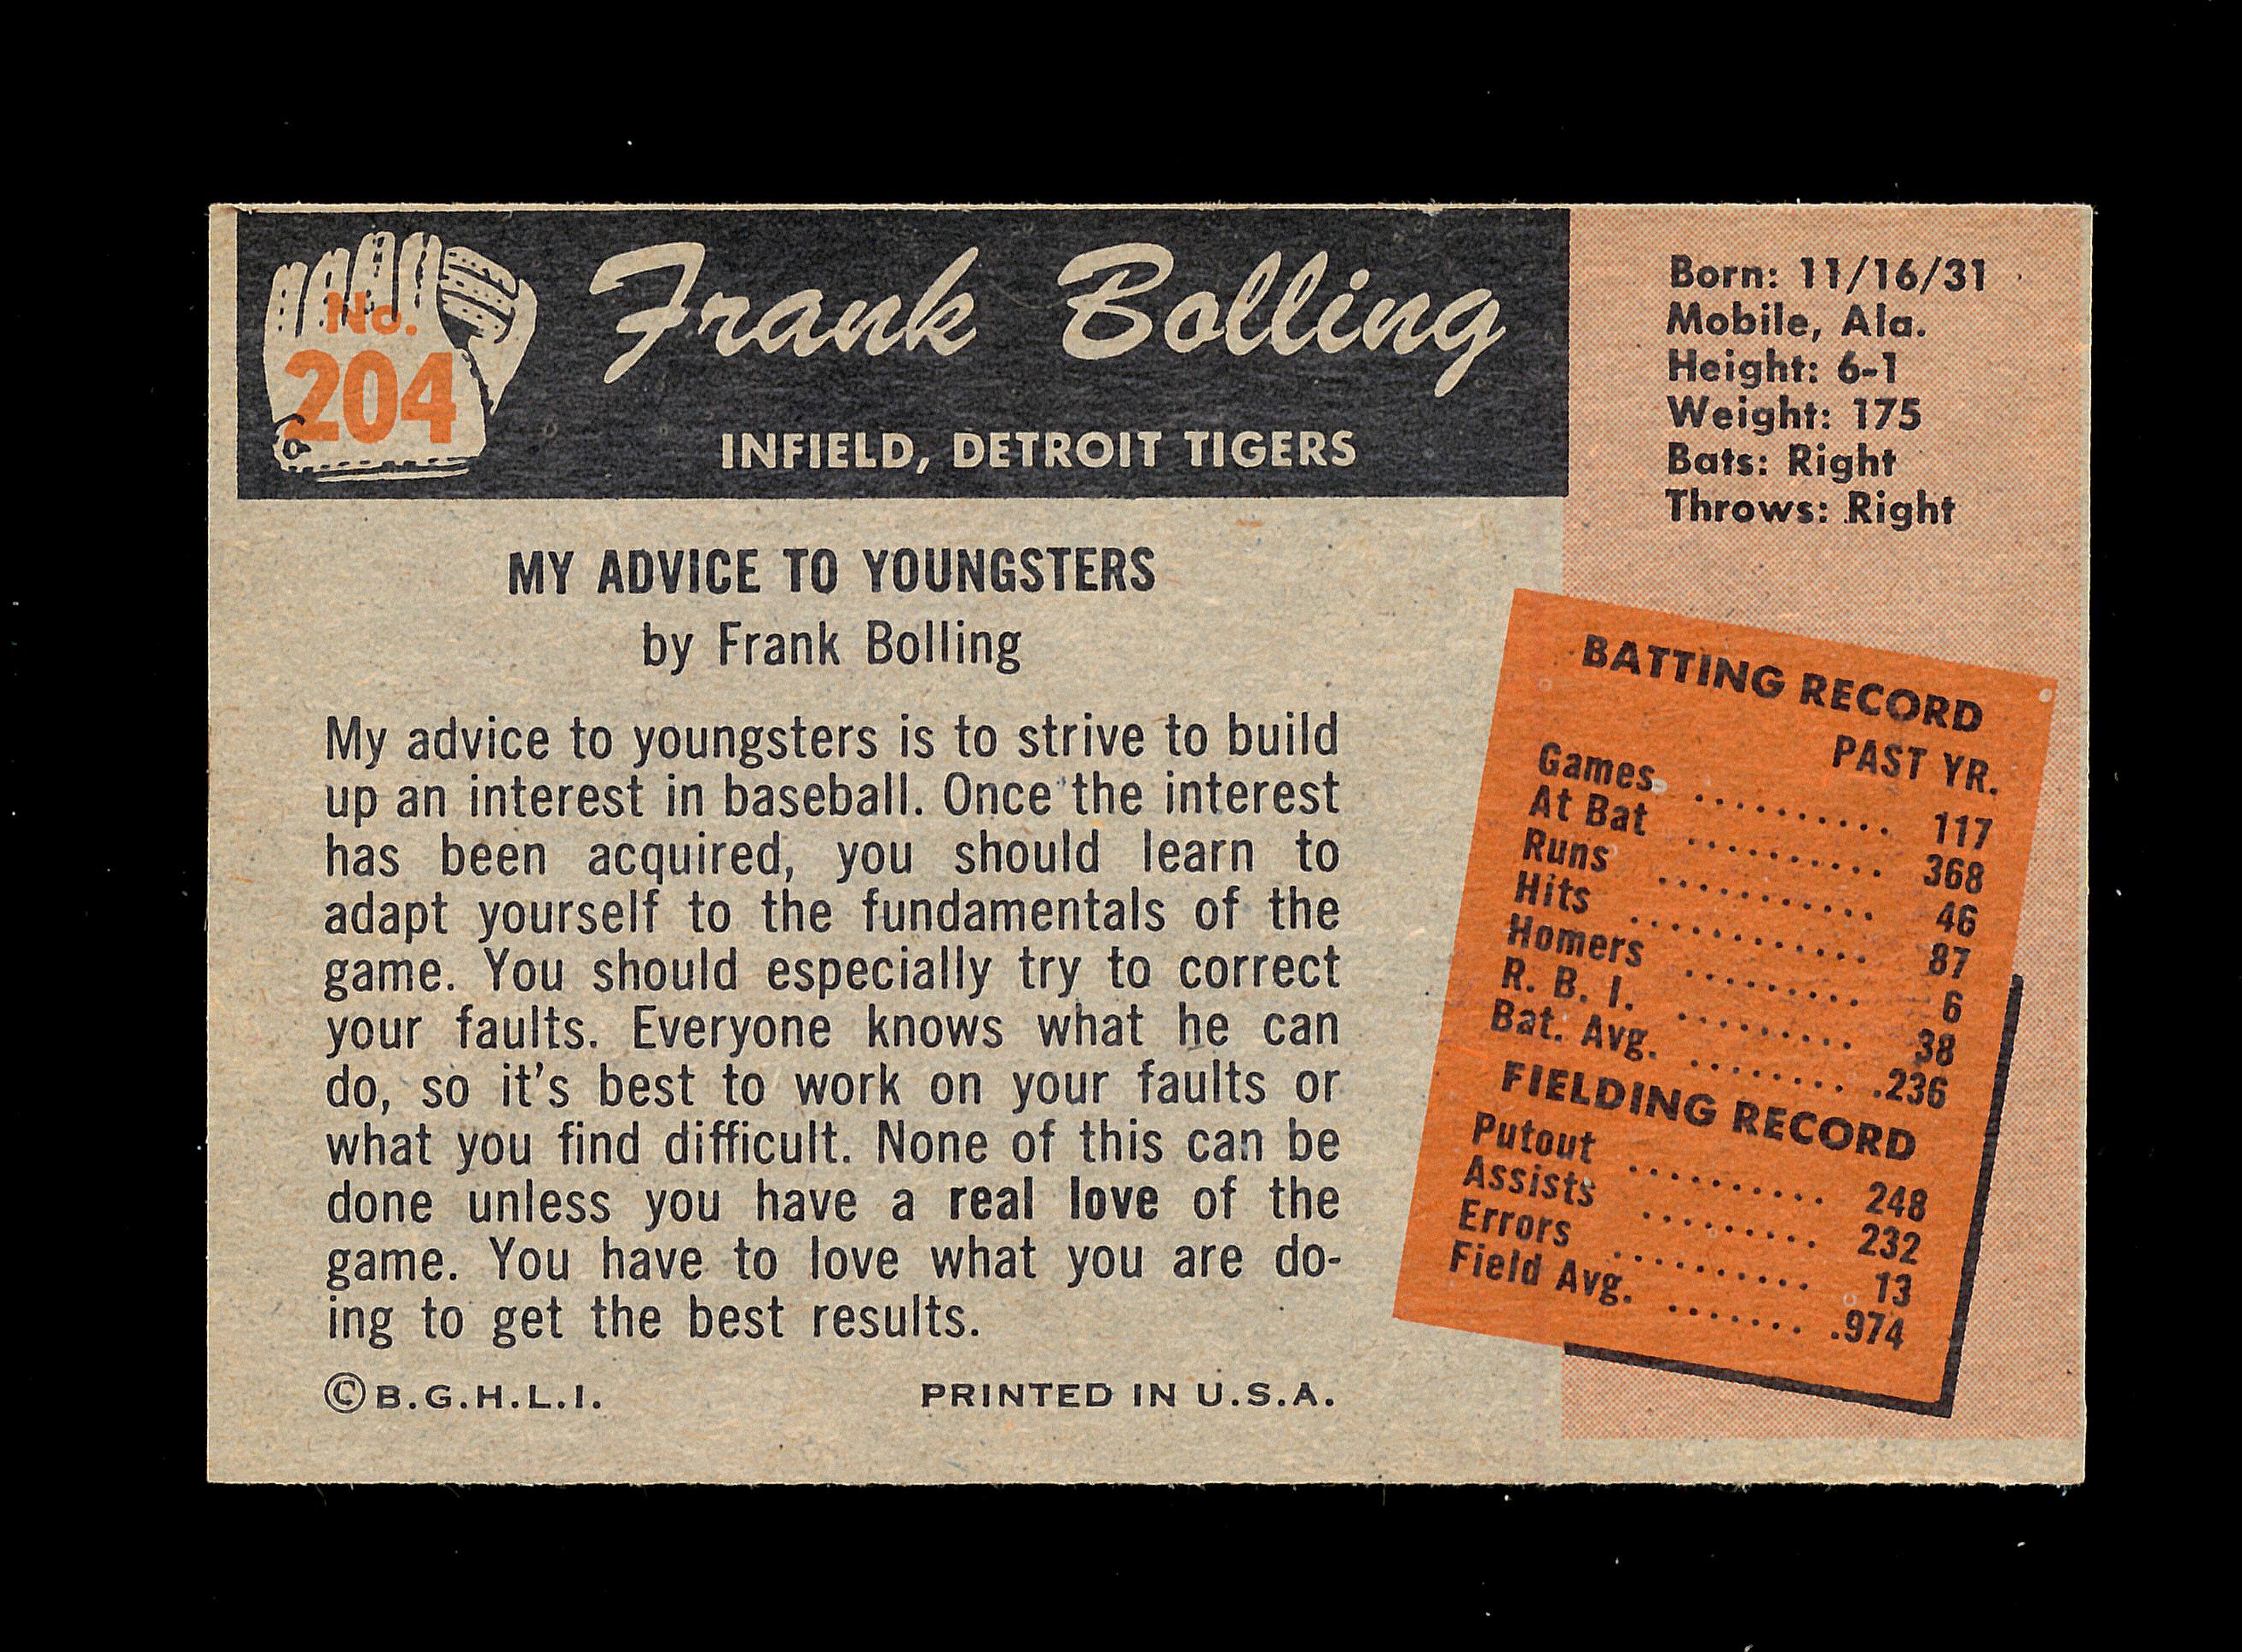 No.
204
Frank Bolling
INFIELD, DETROIT TIGERS
Born: 11/16/31
Mobile, Ala.
Height: 6-1
Weight: 175
Bats: Right
Throws: Right
MY ADVICE TO YOUNGSTERS
by Frank Bolling
My advice to youngsters is to strive to build
up an interest in baseball. Once the interest
has been acquired, you should learn to
adapt yourself to the fundamentals of the
game. You should especially try to correct
your faults. Everyone knows what he can
do, so it's best to work on your faults or
what you find difficult. None of this can be
done unless you have a real love of the
game. You have to love what you are do-
ing to get the best results.
© B.G.H.L.I. PRINTED IN U.S.A.
BATTING RECORD
PAST YR.
Games .......... 117
At Bat .......... 368
Runs ........... 46
Hits ............ 87
Homers ......... 6
R. B. I. ......... 38
Bat. Avg. ........ .236
FIELDING RECORD
Putout .......... 248
Assists ......... 232
Errors .......... 13
Field Avg. ....... .974